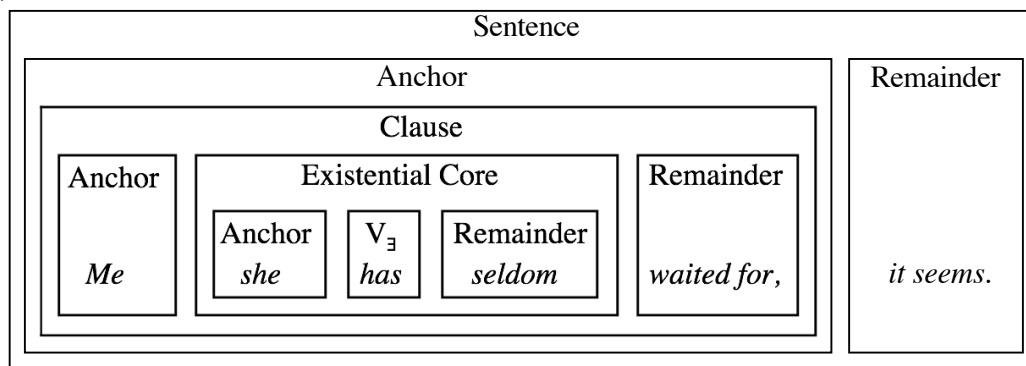 Sentence
Anchor Remainder
Clause
Anchor Existential Core Remainder
Anchor V∃ Remainder
Me she has seldom waited for, it seems.